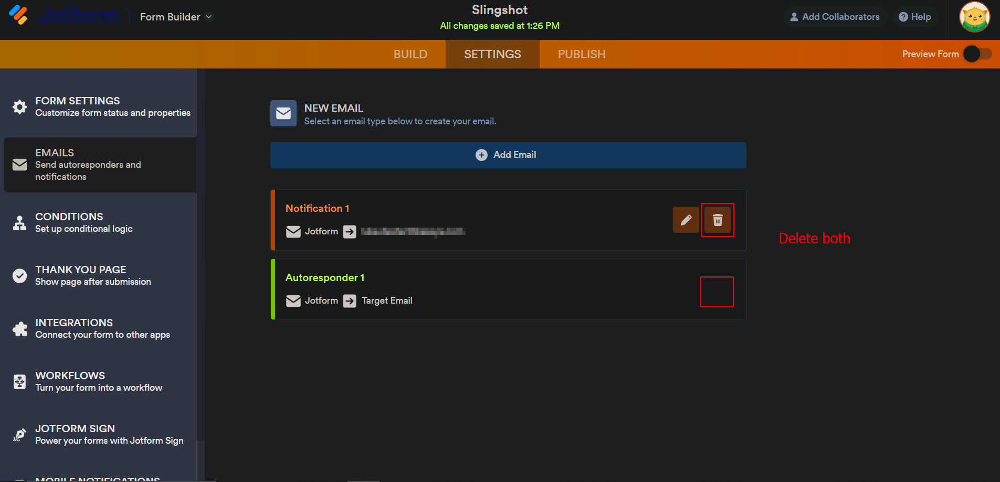 Jotform
Form Builder
Slingshot
All changes saved at 1:26 PM
Add Collaborators
Help
BUILD
SETTINGS
PUBLISH
Preview Form
FORM SETTINGS
Customize form status and properties
EMAILS
Send autoresponders and
notifications
CONDITIONS
Set up conditional logic
THANK YOU PAGE
Show page after submission
INTEGRATIONS
Connect your form to other apps
WORKFLOWS
Turn your form into a workflow
JOTFORM SIGN
Power your forms with Jotform Sign
MOBILE NOTIFICATIONS
NEW EMAIL
Select an email type below to create your email.
Add Email
Notification 1
Jotform
Autoresponder 1
Jotform
Target Email
Delete both